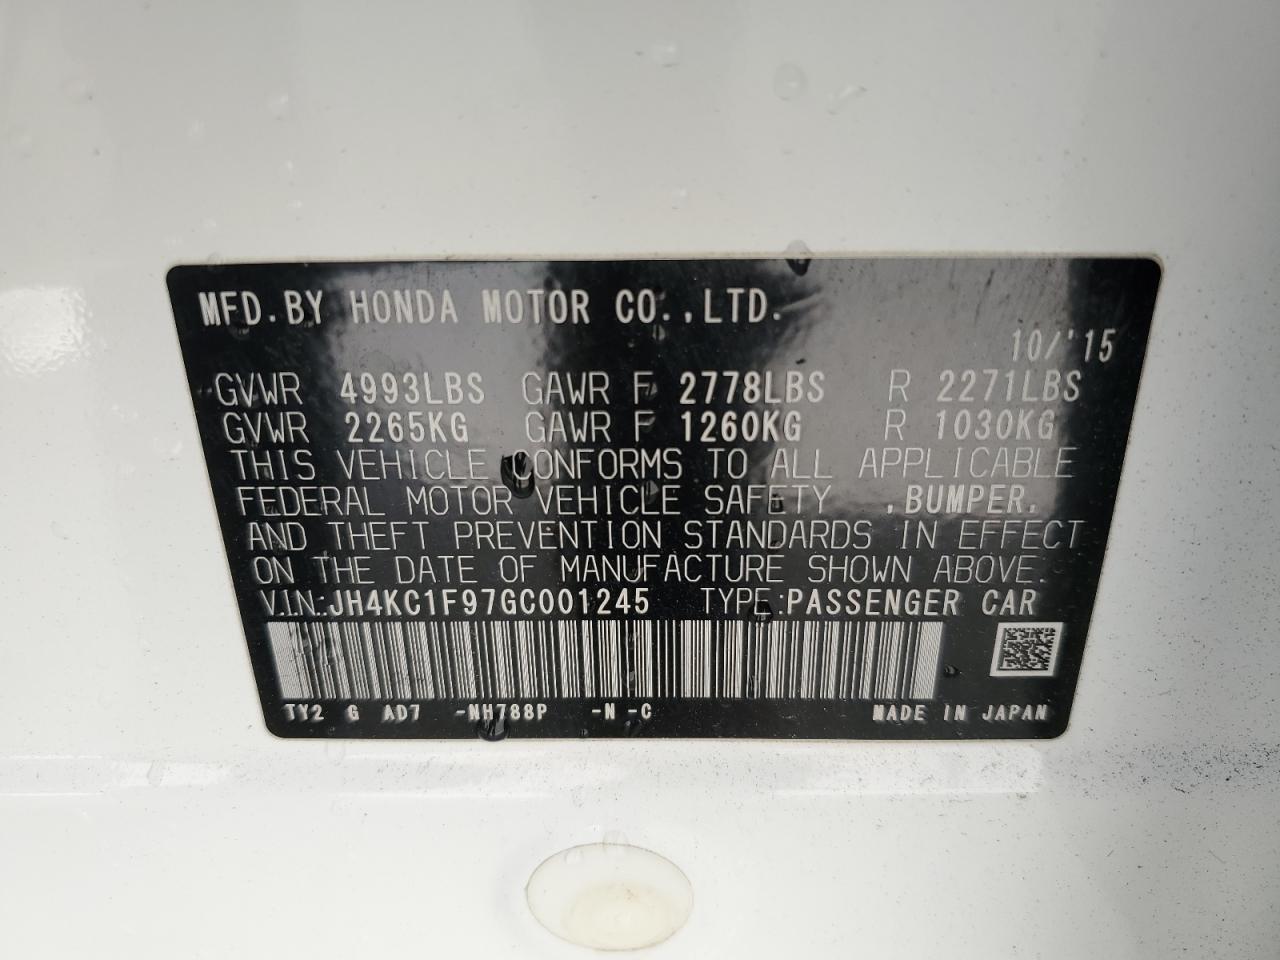 MFD.BY HONDA MOTOR CO.,LTD.
10/'15
GVWR 4993LBS GAWR F 2778LBS R 2271LBS
GVWR 2265KG GAWR F 1260KG R 1030KG
THIS VEHICLE CONFORMS TO ALL APPLICABLE
FEDERAL MOTOR VEHICLE SAFETY ,BUMPER,
AND THEFT PREVENTION STANDARDS IN EFFECT
ON THE DATE OF MANUFACTURE SHOWN ABOVE.
V.I.N.:JH4KC1F97GC001245 TYPE:PASSENGER CAR
TY2 G AD7 -NH788P -N -C MADE IN JAPAN